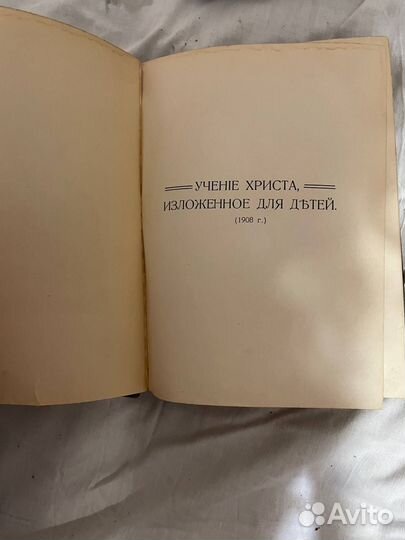 УЧЕНІЕ ХРИСТА,
ИЗЛОЖЕННОЕ ДЛЯ ДѢТЕЙ.
(1908 г.)
Avito